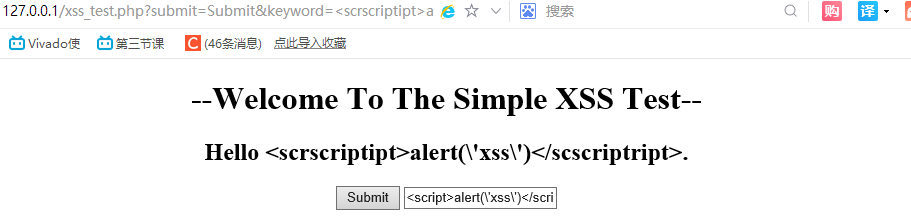 127.0.0.1/xss_test.php?submit=Submit&keyword=<scrscriptipt>a 搜索 购 译
Vivado使 第三节课 C (46条消息) 点此导入收藏
--Welcome To The Simple XSS Test--
Hello <scrscriptipt>alert(\'xss\')</scscriptript>.
Submit <script>alert(\'xss\')</scri